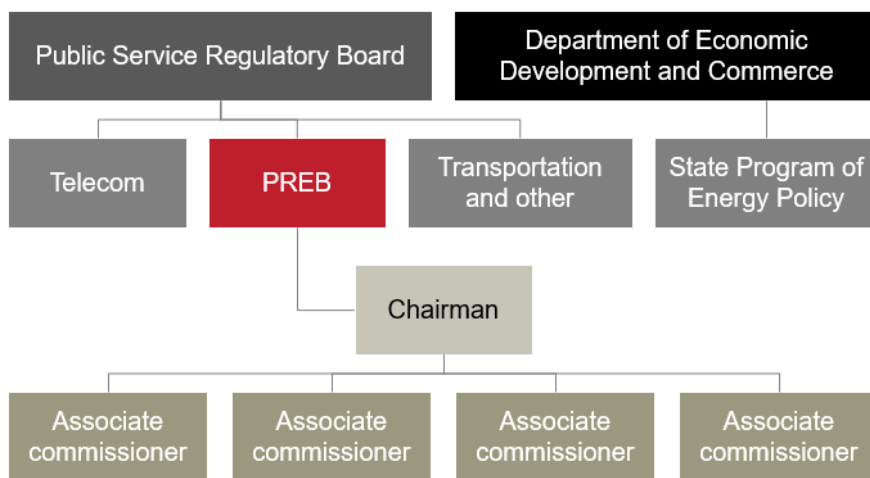 Public Service Regulatory Board
Department of Economic
Development and Commerce
Telecom
PREB
Transportation
and other
State Program of
Energy Policy
Chairman
Associate
commissioner
Associate
commissioner
Associate
commissioner
Associate
commissioner